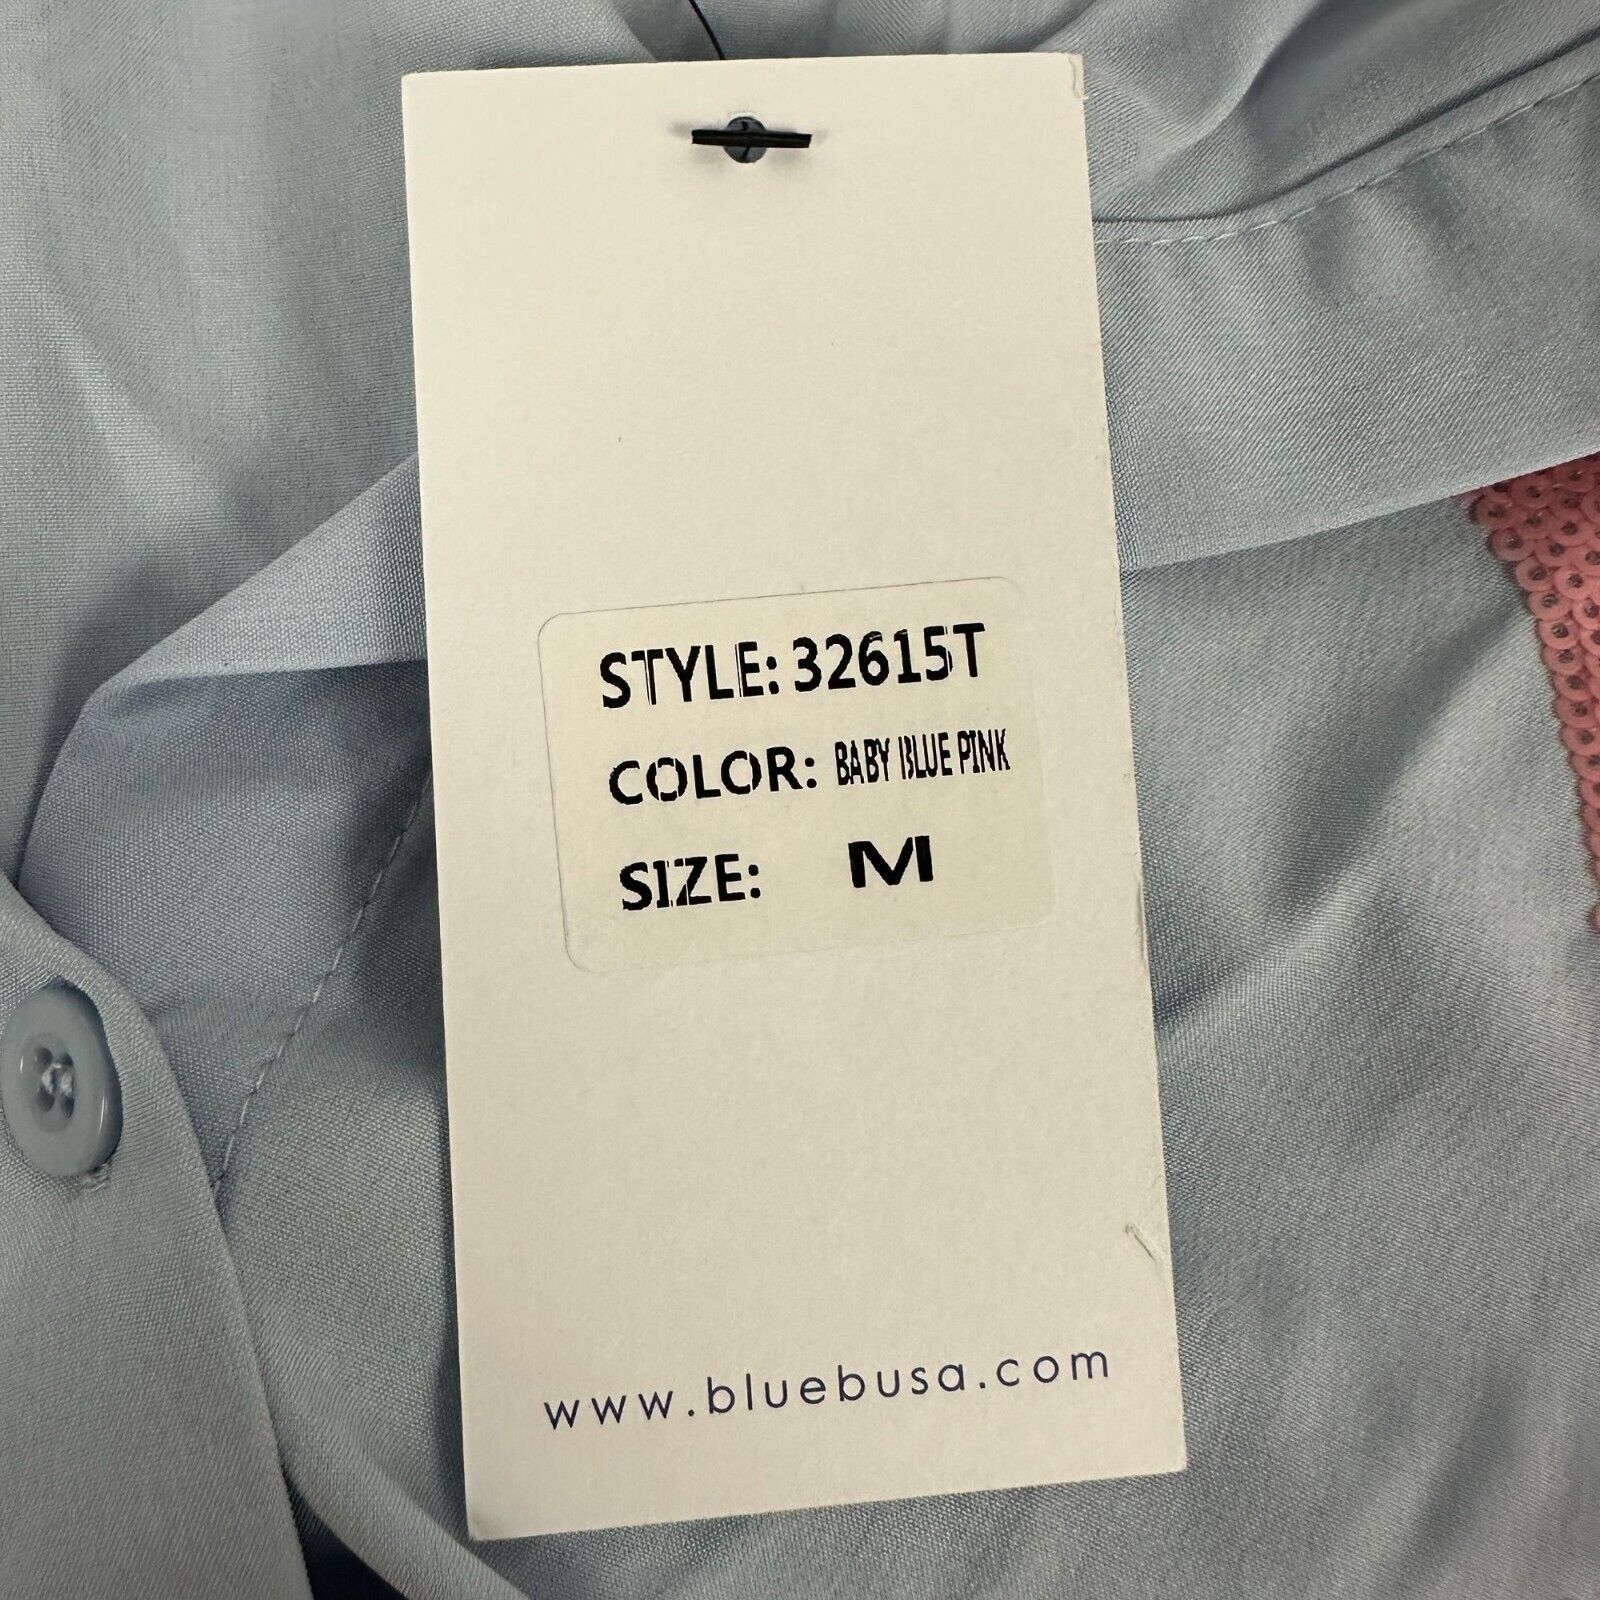 STYLE: 32615T
COLOR: BABY BLUE PINK
SIZE: M
www.bluebusa.com